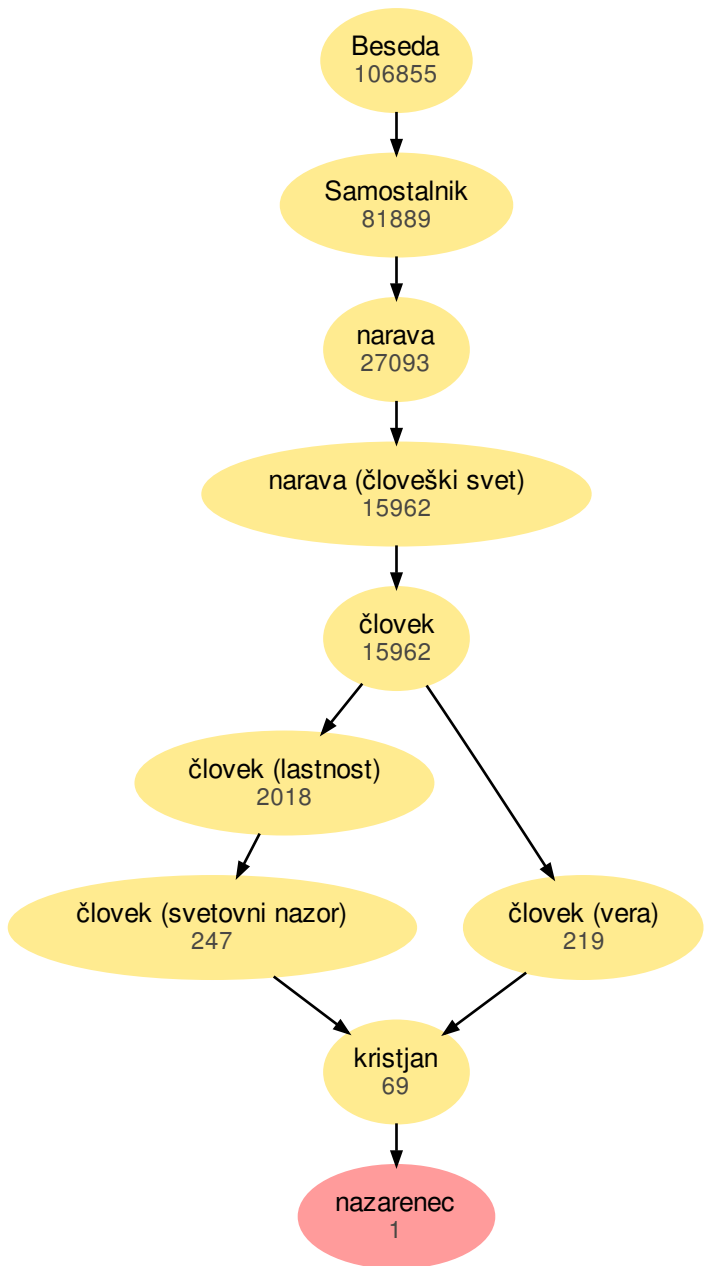 Beseda
106855
Samostalnik
81889
narava
27093
narava (človeški svet)
15962
človek
15962
človek (lastnost)
2018
človek (svetovni nazor)
247
človek (vera)
219
kristjan
69
nazarenec
1